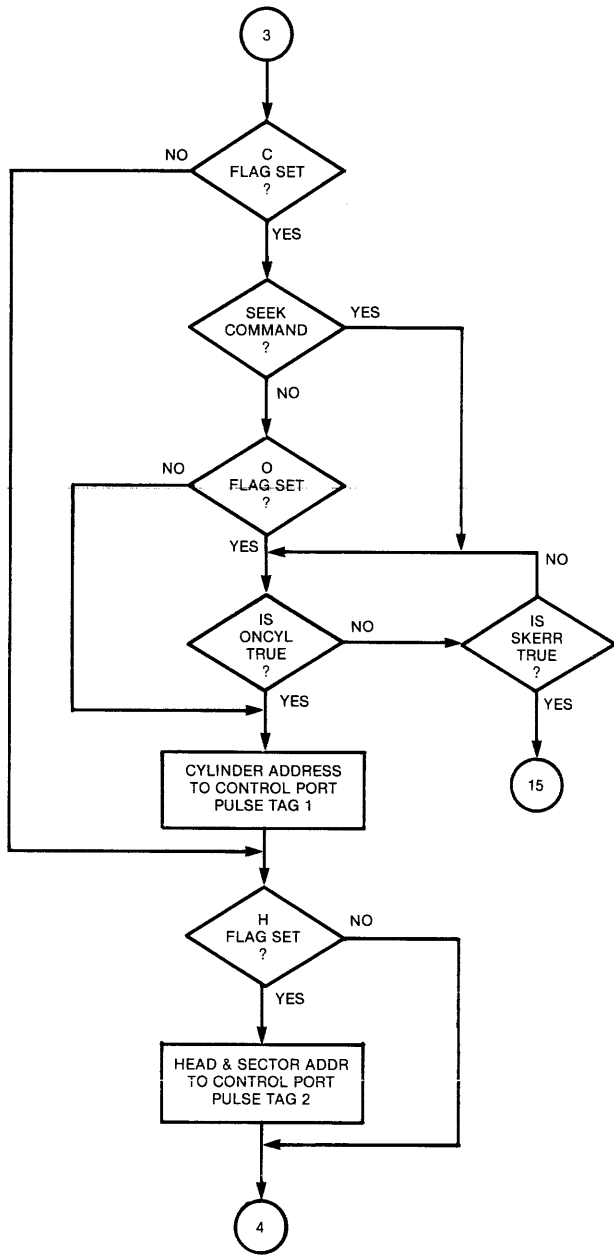 3
C
FLAG SET
?
NO
YES
SEEK
COMMAND
?
YES
NO
O
FLAG SET
?
NO
YES
NO
IS
ONCYL
TRUE
?
NO
YES
IS
SKERR
TRUE
?
YES
15
CYLINDER ADDRESS
TO CONTROL PORT
PULSE TAG 1
H
FLAG SET
?
NO
YES
HEAD & SECTOR ADDR
TO CONTROL PORT
PULSE TAG 2
4